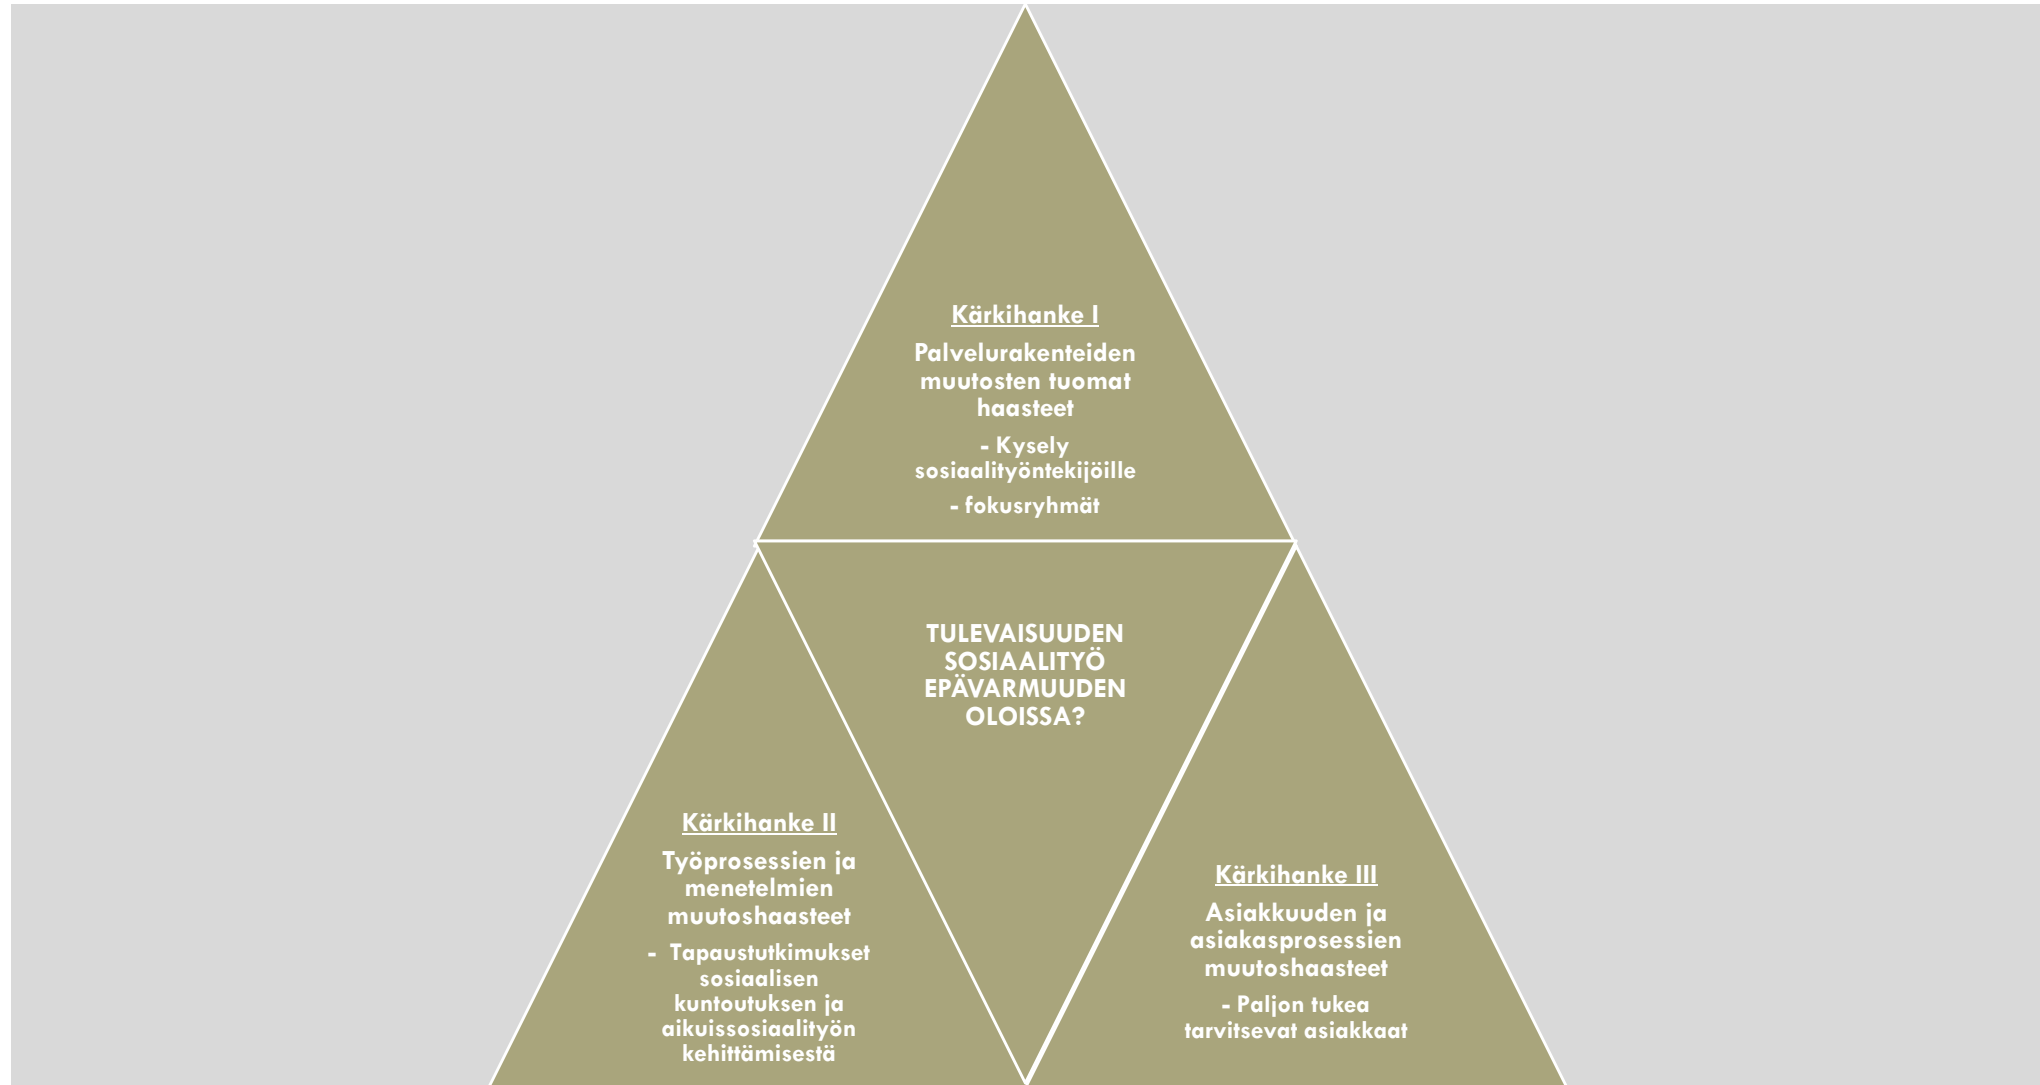 Kärkihanke I
Palvelurakenteiden
muutosten tuomat
haasteet
- Kysely
sosiaalityöntekijöille
- fokusryhmät
TULEVAISUUDEN
SOSIAALITYÖ
EPÄVARMUUDEN
OLOISSA?
Kärkihanke II
Työprosessien ja
menetelmien
muutoshaasteet
- Tapaustutkimukset
sosiaalisen
kuntoutuksen ja
aikuissosiaalityön
kehittämisestä
Kärkihanke III
Asiakkuuden ja
asiakasprosessien
muutoshaasteet
- Paljon tukea
tarvitsevat asiakkaat